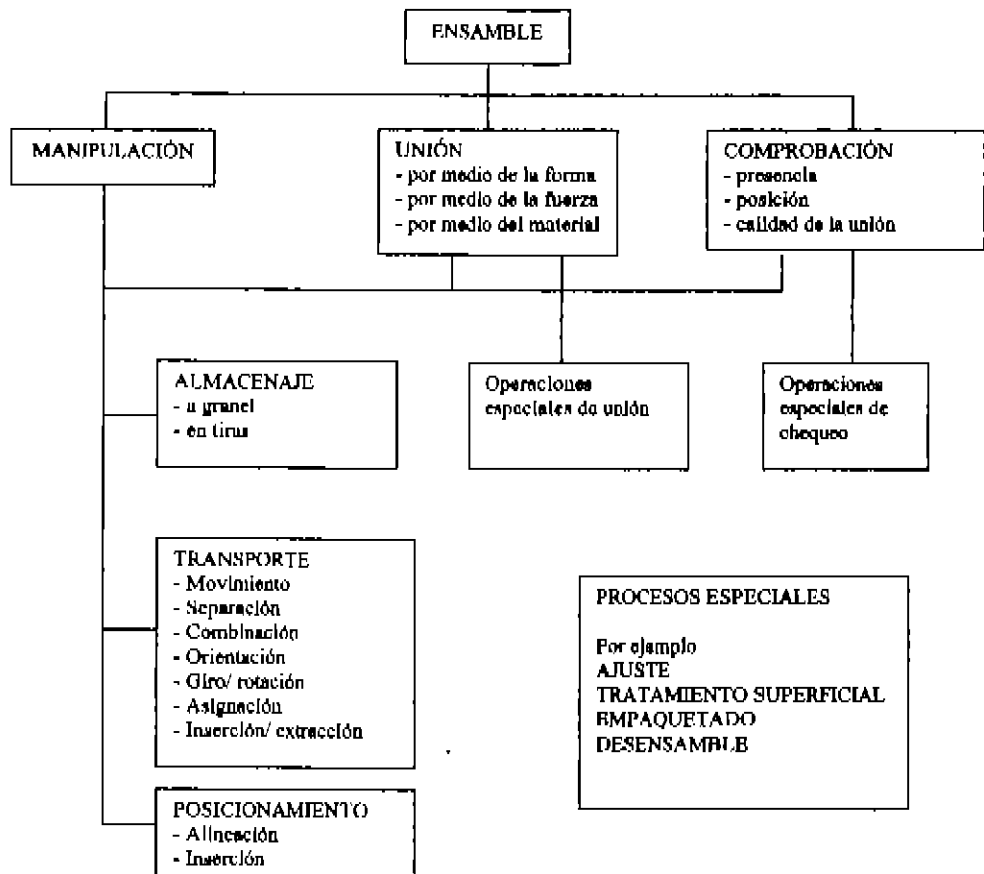 ENSAMBLE
MANIPULACIÓN
UNIÓN
- por medio de la forma
- por medio de la fuerza
- por medio del material
COMPROBACIÓN
- presencia
- posición
- calidad de la unión
ALMACENAJE
- a granel
- en tiras
Operaciones
especiales de unión
Operaciones
especiales de
chequeo
TRANSPORTE
- Movimiento
- Separación
- Combinación
- Orientación
- Giro/ rotación
- Asignación
- Inserción/ extracción
PROCESOS ESPECIALES
Por ejemplo
AJUSTE
TRATAMIENTO SUPERFICIAL
EMPAQUETADO
DESENSAMBLE
POSICIONAMIENTO
- Alineación
- Inserción